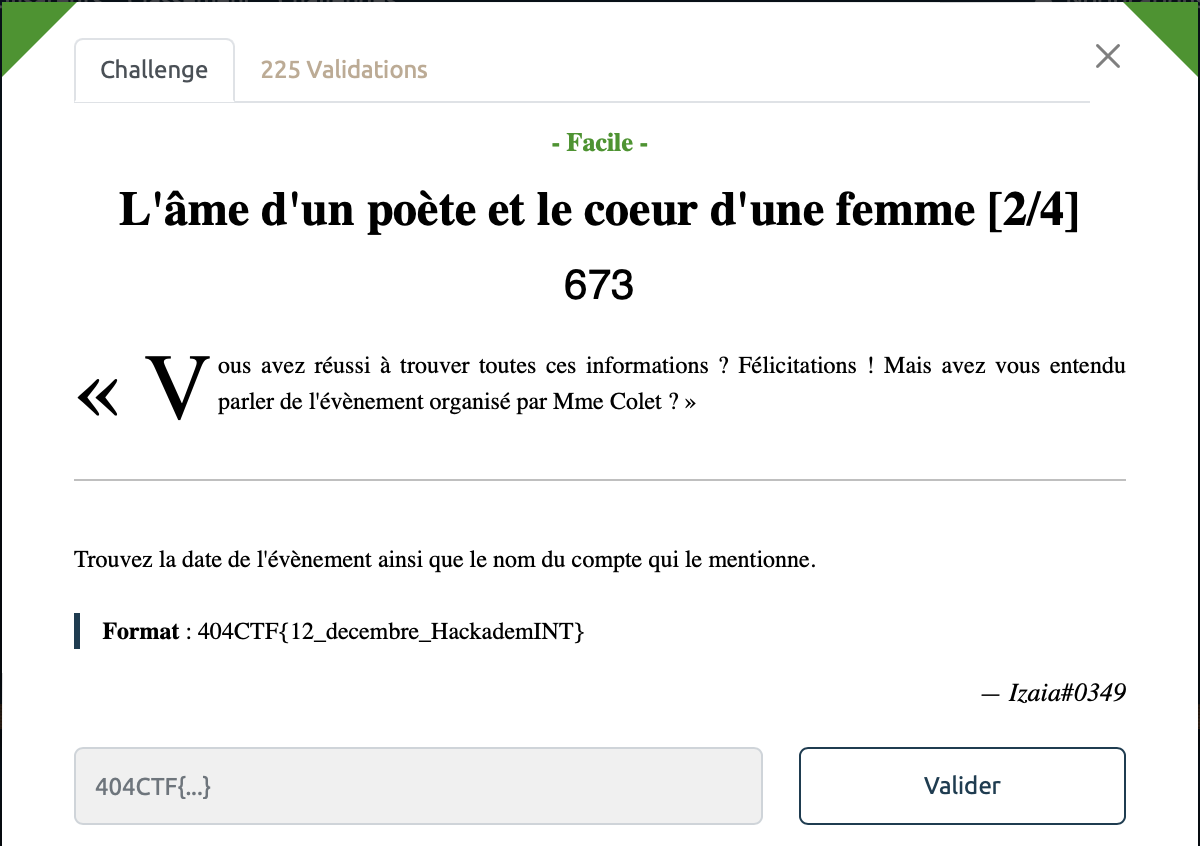 Challenge
225 Validations
- Facile -
L'âme d'un poète et le coeur d'une femme [2/4]
673
« Vous avez réussi à trouver toutes ces informations ? Félicitations ! Mais avez vous entendu
parler de l'évènement organisé par Mme Colet ? »
Trouvez la date de l'évènement ainsi que le nom du compte qui le mentionne.
Format : 404CTF{12_decembre_HackademINT}
— Izaia#0349
404CTF{...}
Valider